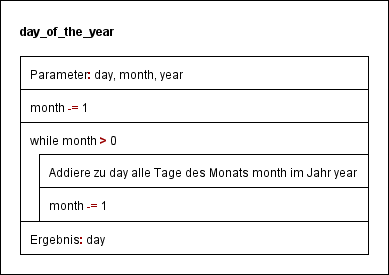 day_of_the_year
Parameter: day, month, year
month -= 1
while month > 0
Addiere zu day alle Tage des Monats month im Jahr year
month -= 1
Ergebnis: day